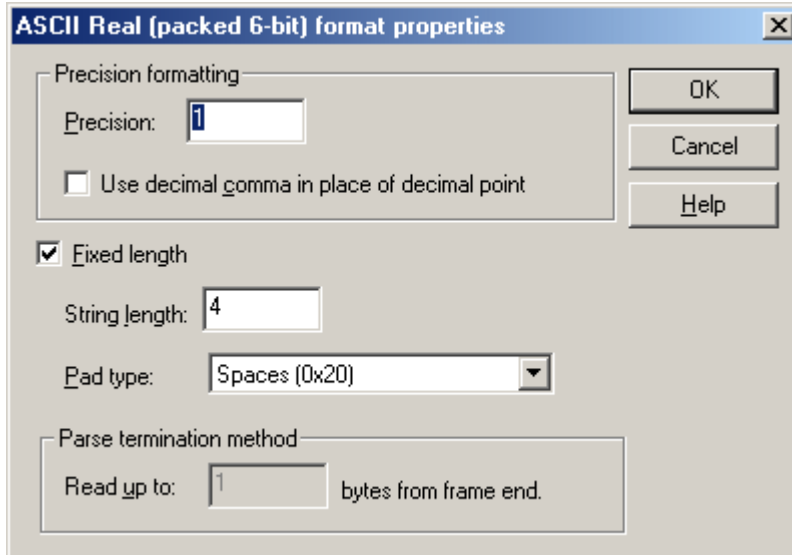 ASCII Real (packed 6-bit) format properties
Precision formatting
Precision: 1
Use decimal comma in place of decimal point
OK
Cancel
Help
Fixed length
String length: 4
Pad type: Spaces (0x20)
Parse termination method
Read up to: 1 bytes from frame end.